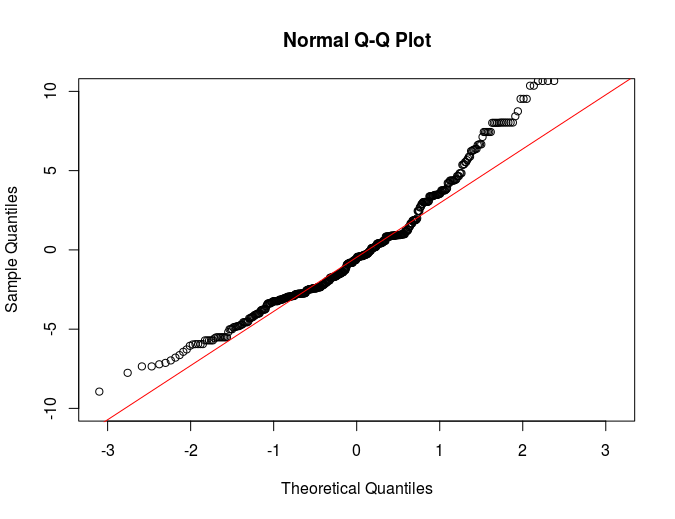 Normal Q-Q Plot
10
5
0
-5
-10
Sample Quantiles
-3 -2 -1 0 1 2 3
Theoretical Quantiles